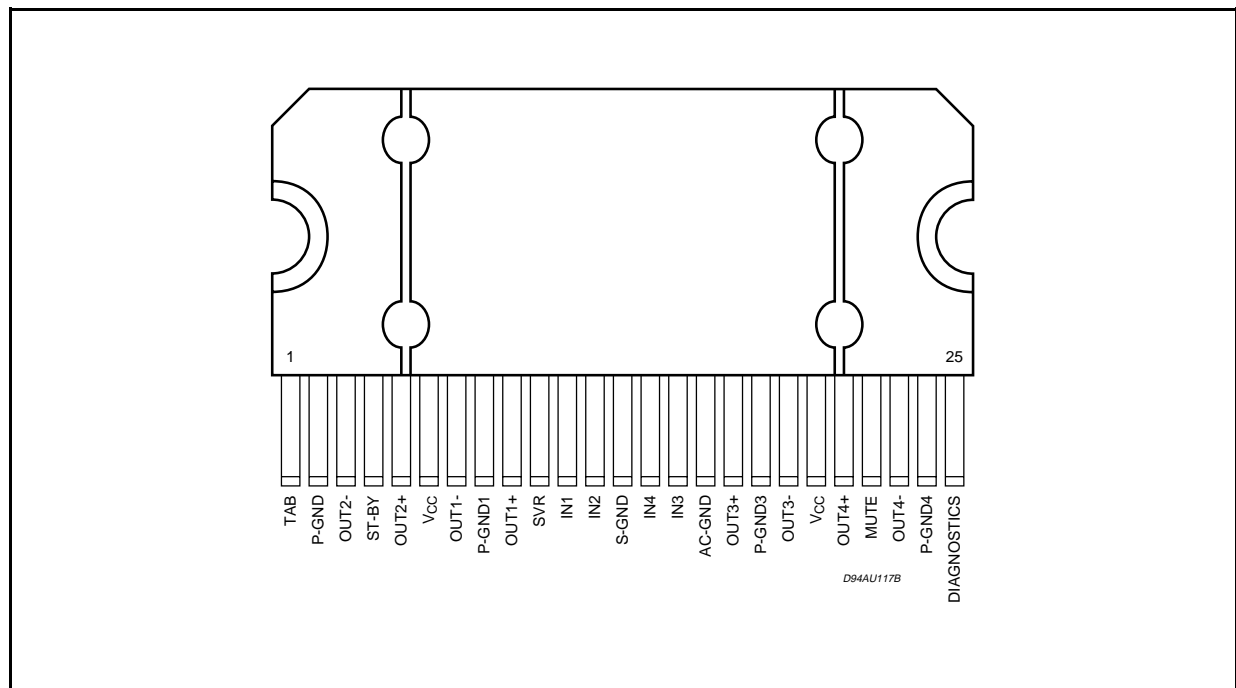 1
25
TAB
P-GND
OUT2-
ST-BY
OUT2+
VCC
OUT1-
P-GND1
OUT1+
SVR
IN1
IN2
S-GND
IN4
IN3
AC-GND
OUT3+
P-GND3
OUT3-
VCC
OUT4+
MUTE
OUT4-
P-GND4
DIAGNOSTICS
D94AU117B